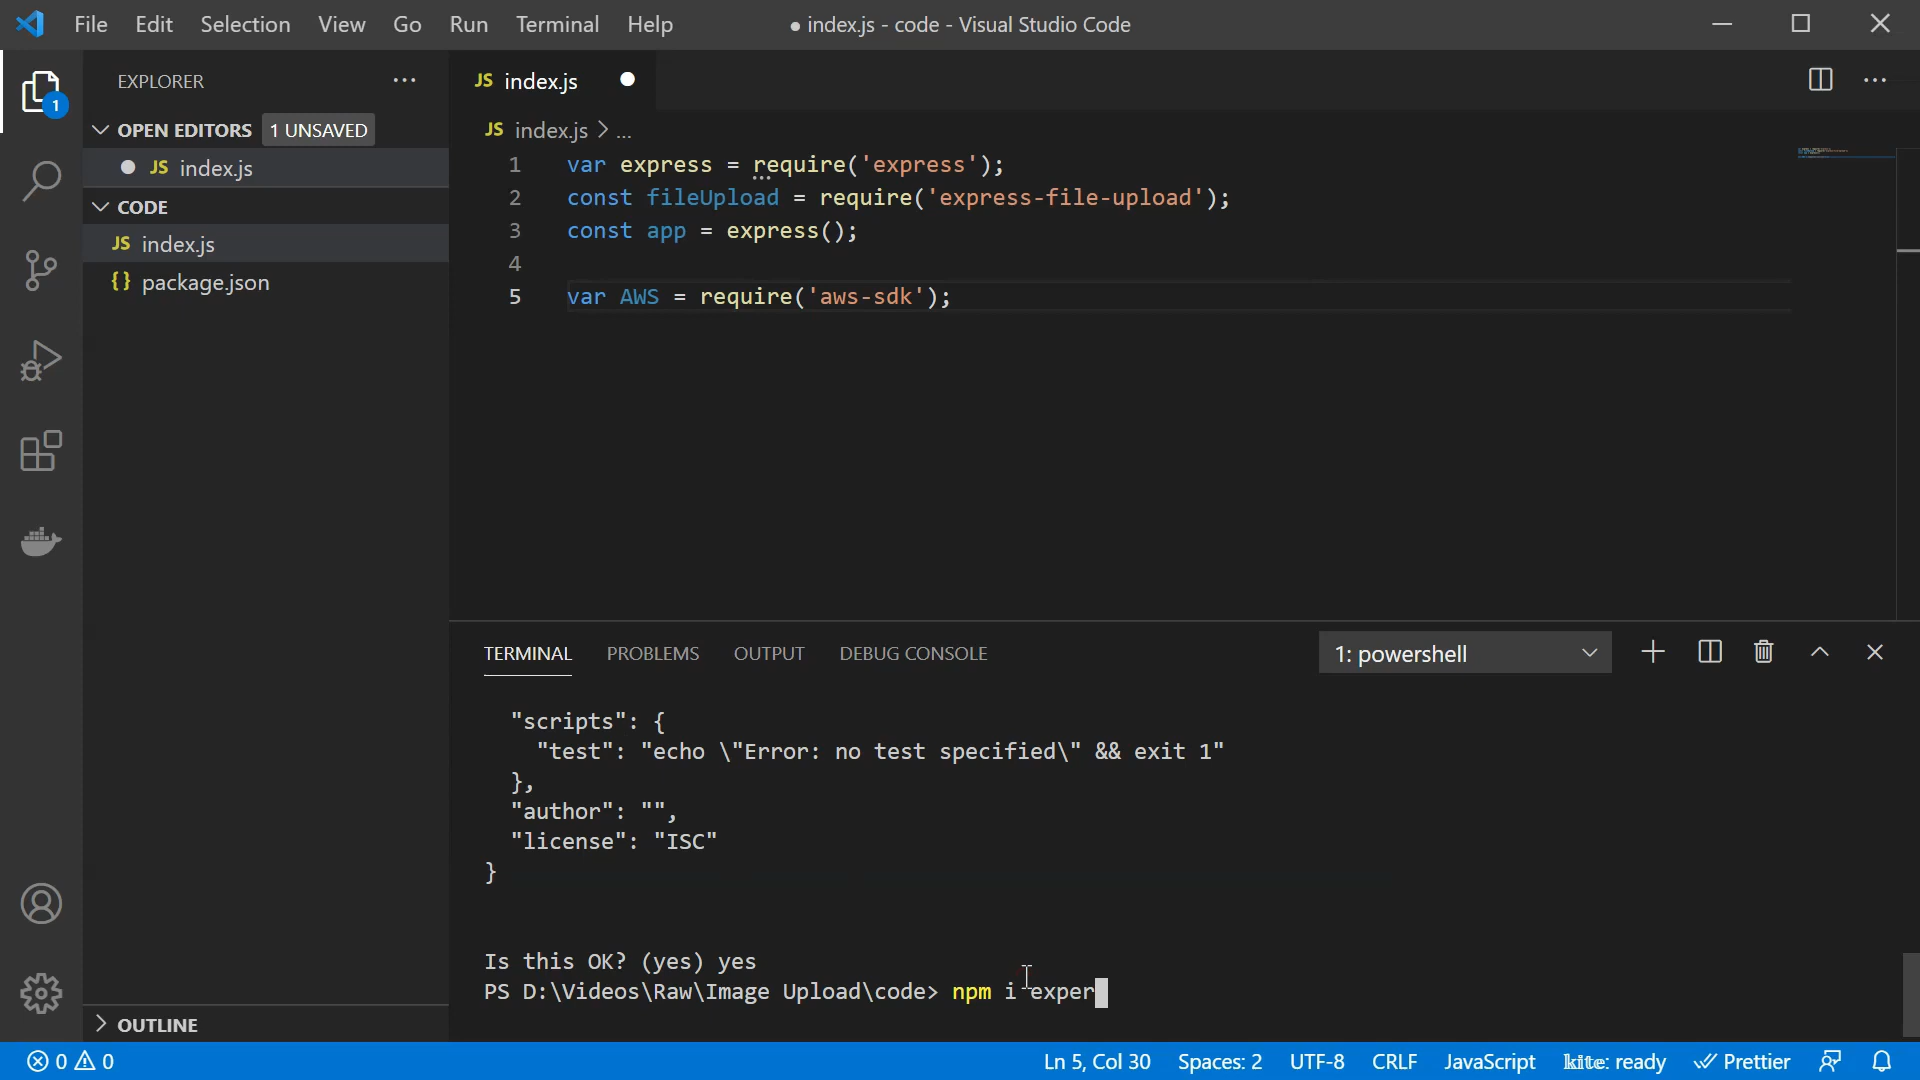 File Edit Selection View Go Run Terminal Help ● index.js - code - Visual Studio Code
EXPLORER
JS index.js
OPEN EDITORS 1 UNSAVED
JS index.js
CODE
JS index.js
{} package.json
OUTLINE
1
JS index.js > ...
1 var express = require('express');
2 const fileUpload = require('express-file-upload');
3 const app = express();
4
5 var AWS = require('aws-sdk');
TERMINAL PROBLEMS OUTPUT DEBUG CONSOLE 1: powershell
"scripts": {
"test": "echo \"Error: no test specified\" && exit 1"
},
"author": "",
"license": "ISC"
}
Is this OK? (yes) yes
PS D:\Videos\Raw\Image Upload\code> npm i exper
0 0 Ln 5, Col 30 Spaces: 2 UTF-8 CRLF JavaScript kite: ready Prettier